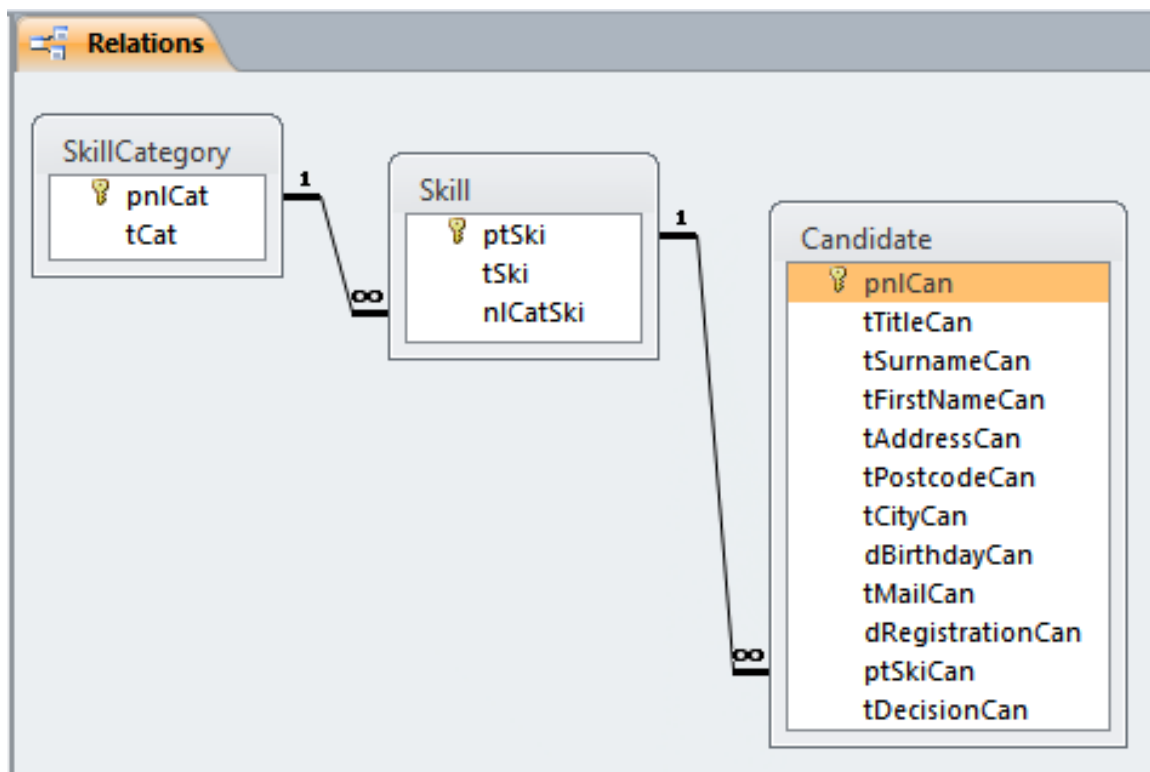 Relations
SkillCategory
pnlCat
tCat
1
∞
Skill
ptSki
tSki
nlCatSki
1
∞
Candidate
pnlCan
tTitleCan
tSurnameCan
tFirstNameCan
tAddressCan
tPostcodeCan
tCityCan
dBirthdayCan
tMailCan
dRegistrationCan
ptSkiCan
tDecisionCan